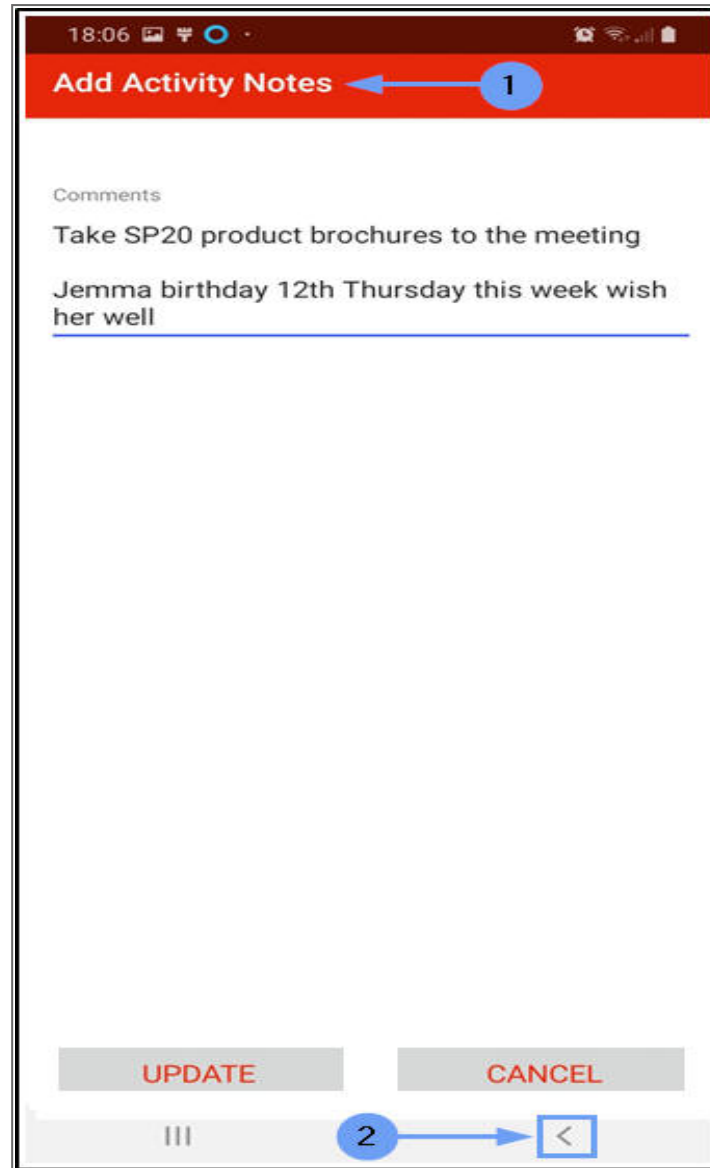 18:06
Add Activity Notes
1
Comments
Take SP20 product brochures to the meeting
Jemma birthday 12th Thursday this week wish
her well
UPDATE
CANCEL
2